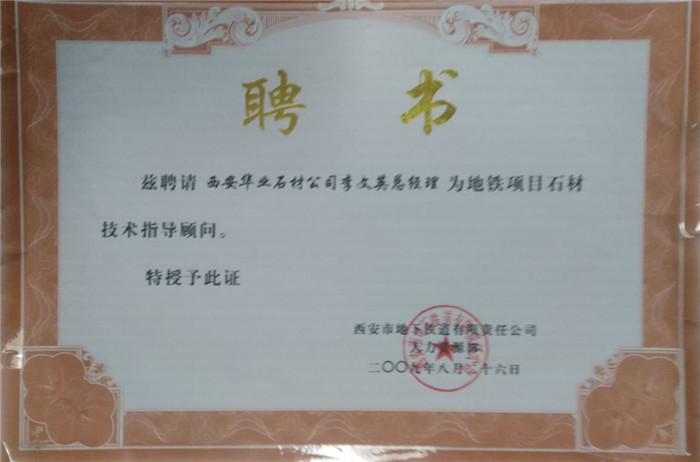 聘书
兹聘请 西安华业石材公司李文英总经理 为地铁项目石材
技术指导顾问。
特授予此证
西安市地下铁道有限责任公司
人力资源部
二〇〇九年八月二十六日